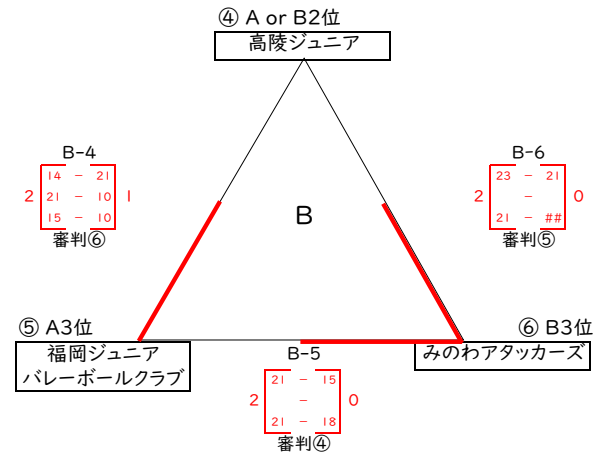 ④ A or B2位
高陵ジュニア
B-4
14 - 21
2 21 - 10 1
15 - 10
審判⑥
B-6
23 - 21
2 - 0
21 - ##
審判⑤
B
⑤ A3位
福岡ジュニア
バレーボールクラブ
⑥ B3位
みのわアタッカーズ
B-5
21 - 15
2 - 0
21 - 18
審判④